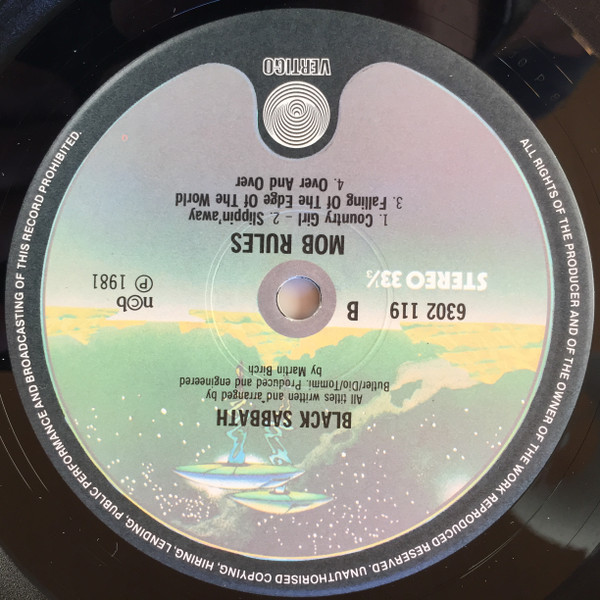 BLACK SABBATH
All titles written and arranged by
Butler/Dio/Iommi. Produced and engineered
by Martin Birch
6302 119 B
STEREO 33⅓
ncb
℗ 1981
MOB RULES
1. Country Girl – 2. Slippin'away
3. Falling Of The Edge Of The World
4. Over And Over
VERTIGO
ALL RIGHTS OF THE PRODUCER AND OF THE OWNER OF THE WORK REPRODUCED RESERVED. UNAUTHORISED COPYING, HIRING, LENDING, PUBLIC PERFORMANCE AND BROADCASTING OF THIS RECORD PROHIBITED.